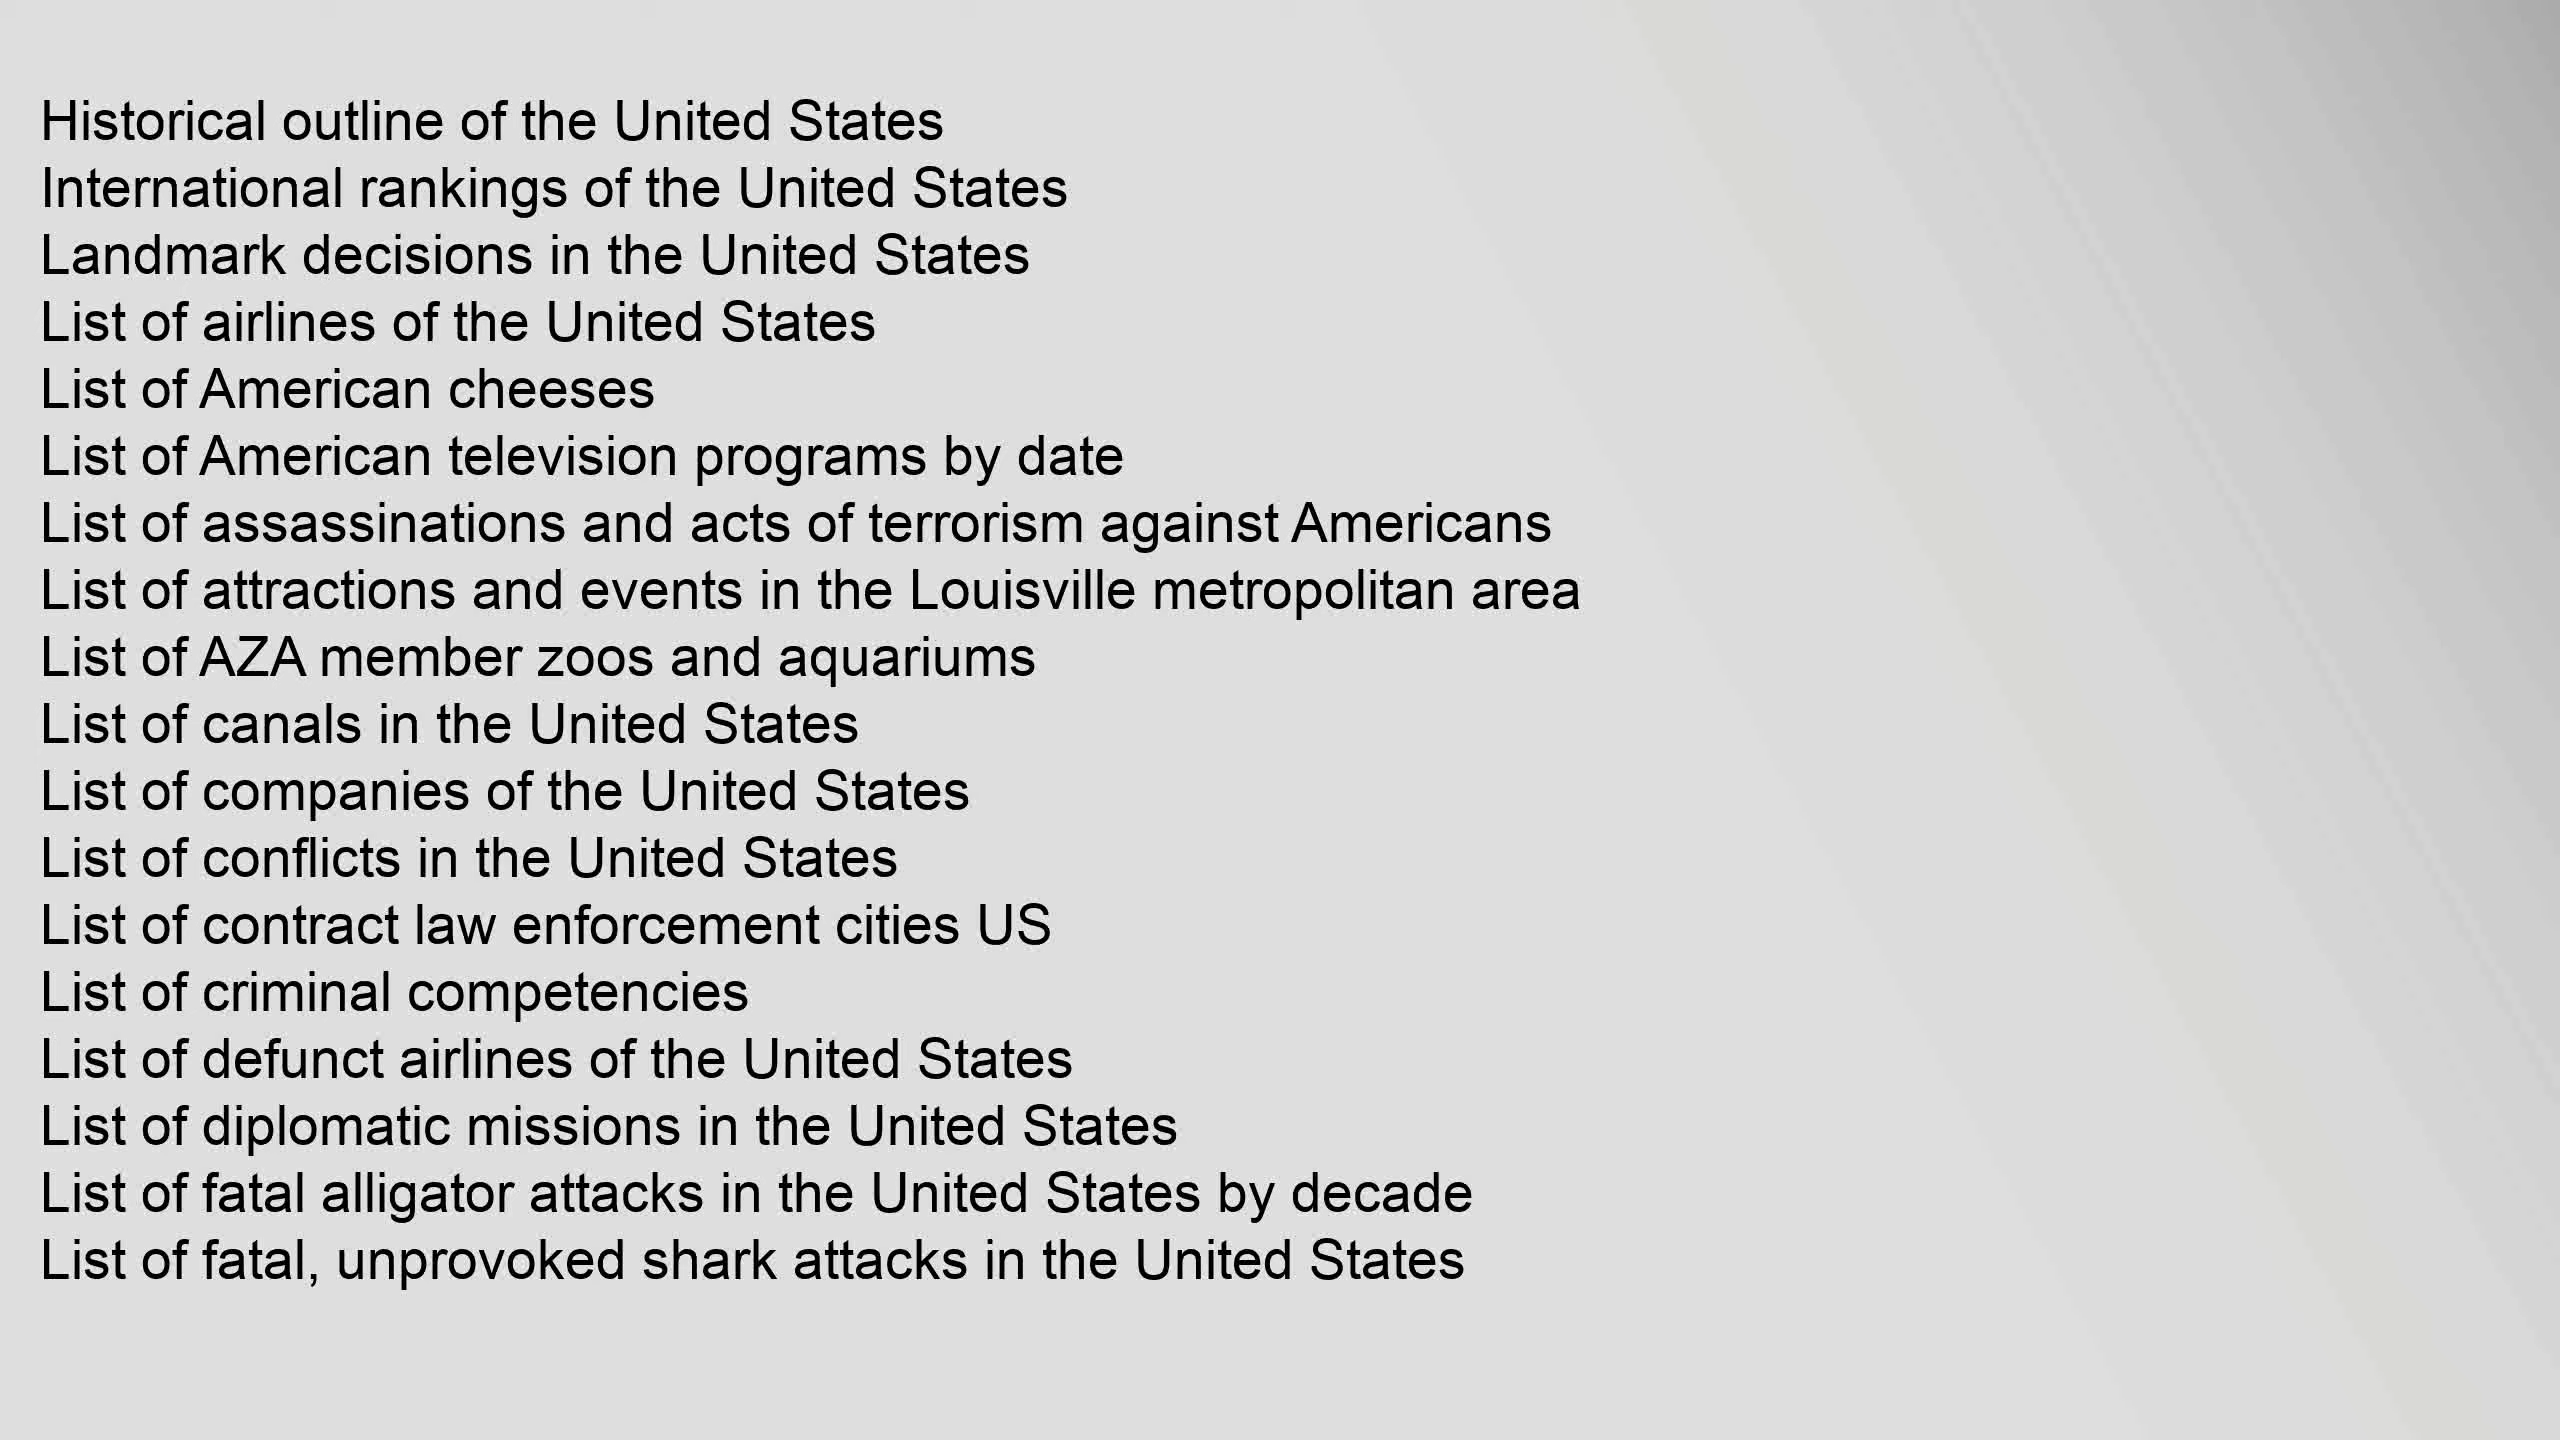 Historical outline of the United States
International rankings of the United States
Landmark decisions in the United States
List of airlines of the United States
List of American cheeses
List of American television programs by date
List of assassinations and acts of terrorism against Americans
List of attractions and events in the Louisville metropolitan area
List of AZA member zoos and aquariums
List of canals in the United States
List of companies of the United States
List of conflicts in the United States
List of contract law enforcement cities US
List of criminal competencies
List of defunct airlines of the United States
List of diplomatic missions in the United States
List of fatal alligator attacks in the United States by decade
List of fatal, unprovoked shark attacks in the United States